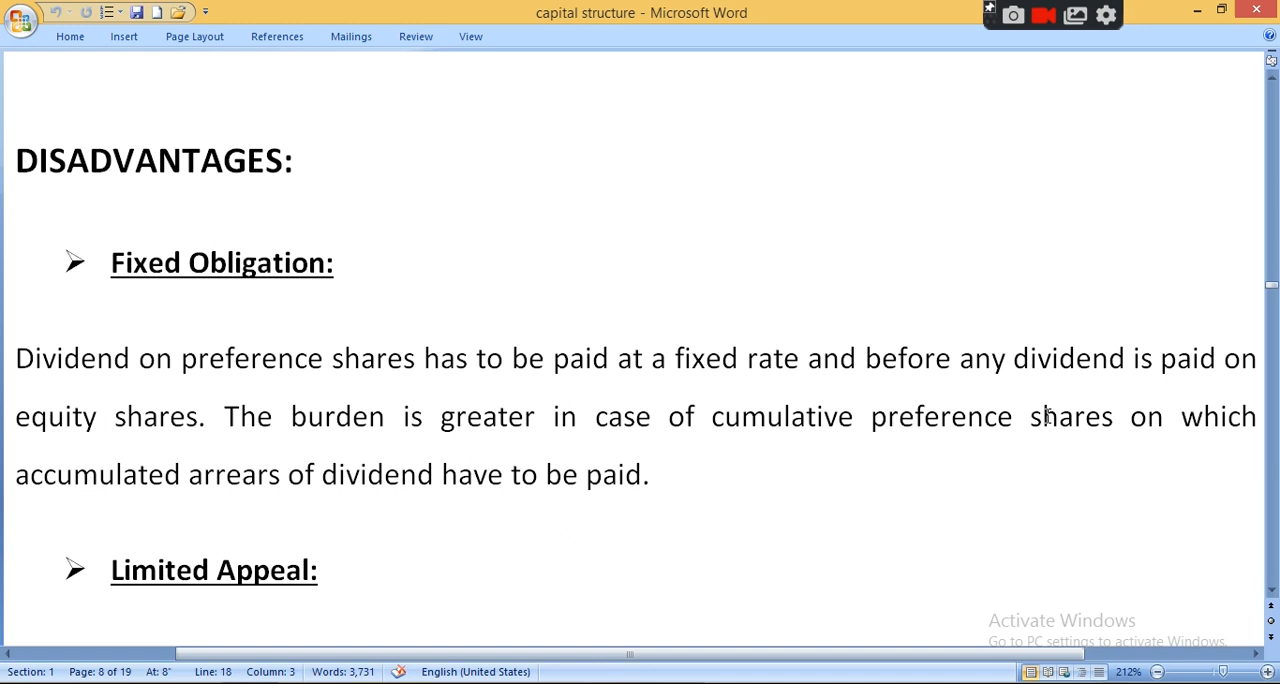 capital structure - Microsoft Word
Home Insert Page Layout References Mailings Review View
DISADVANTAGES:
Fixed Obligation:
Dividend on preference shares has to be paid at a fixed rate and before any dividend is paid on
equity shares. The burden is greater in case of cumulative preference shares on which
accumulated arrears of dividend have to be paid.
Limited Appeal:
Activate Windows
Go to PC settings to activate Windows.
Section: 1 Page: 8 of 19 At: 8" Line: 18 Column: 3 Words: 3,731 English (United States) 212%